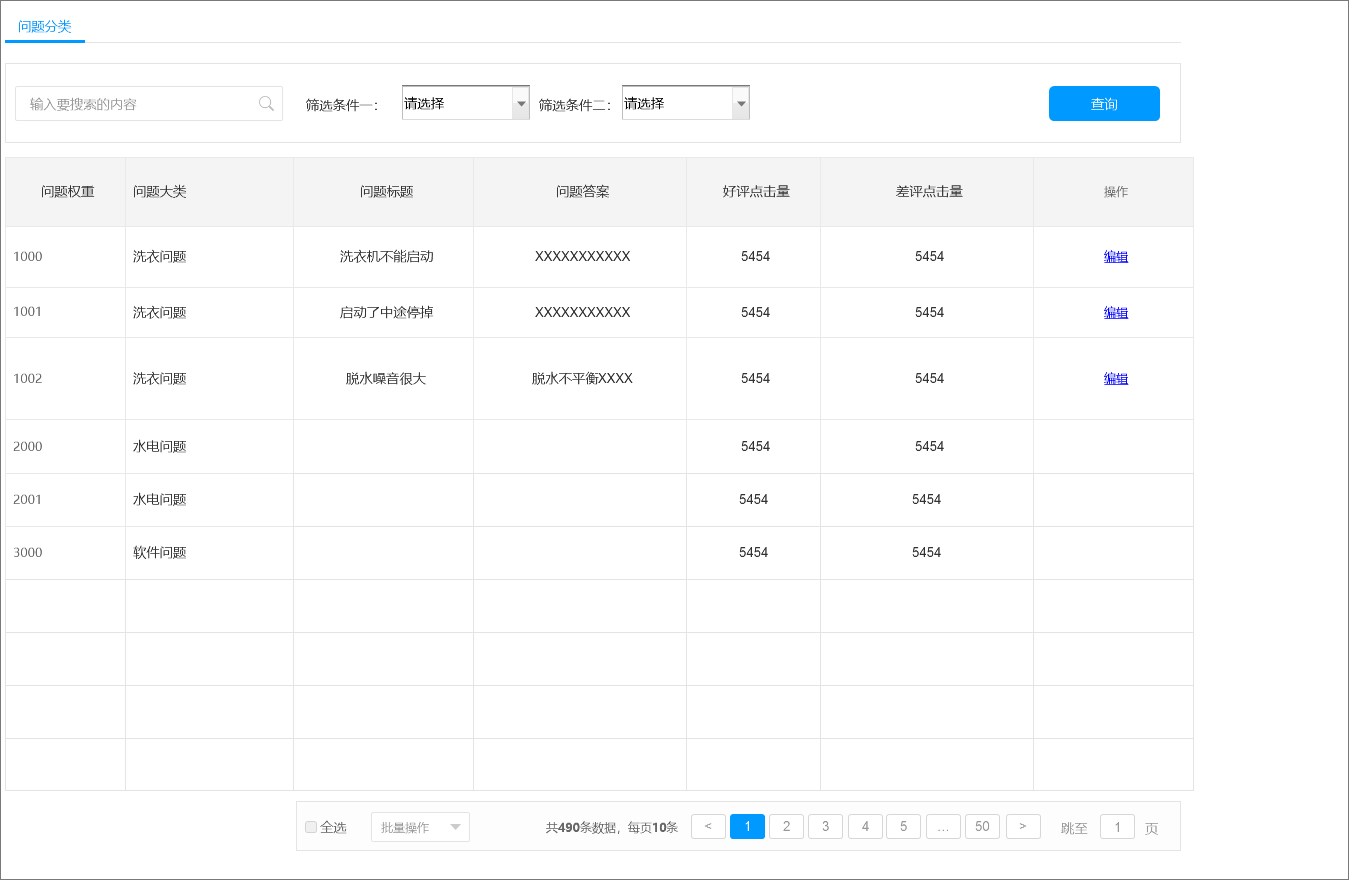 问题分类
输入要搜索的内容 筛选条件一： 请选择 筛选条件二： 请选择 查询
问题权重 问题大类 问题标题 问题答案 好评点击量 差评点击量 操作
1000 洗衣问题 洗衣机不能启动 XXXXXXXXXXX 5454 5454 编辑
1001 洗衣问题 启动了中途停掉 XXXXXXXXXXX 5454 5454 编辑
1002 洗衣问题 脱水噪音很大 脱水不平衡XXXX 5454 5454 编辑
2000 水电问题 5454 5454
2001 水电问题 5454 5454
3000 软件问题 5454 5454
全选 批量操作 共490条数据，每页10条 < 1 2 3 4 5 ... 50 > 跳至 1 页